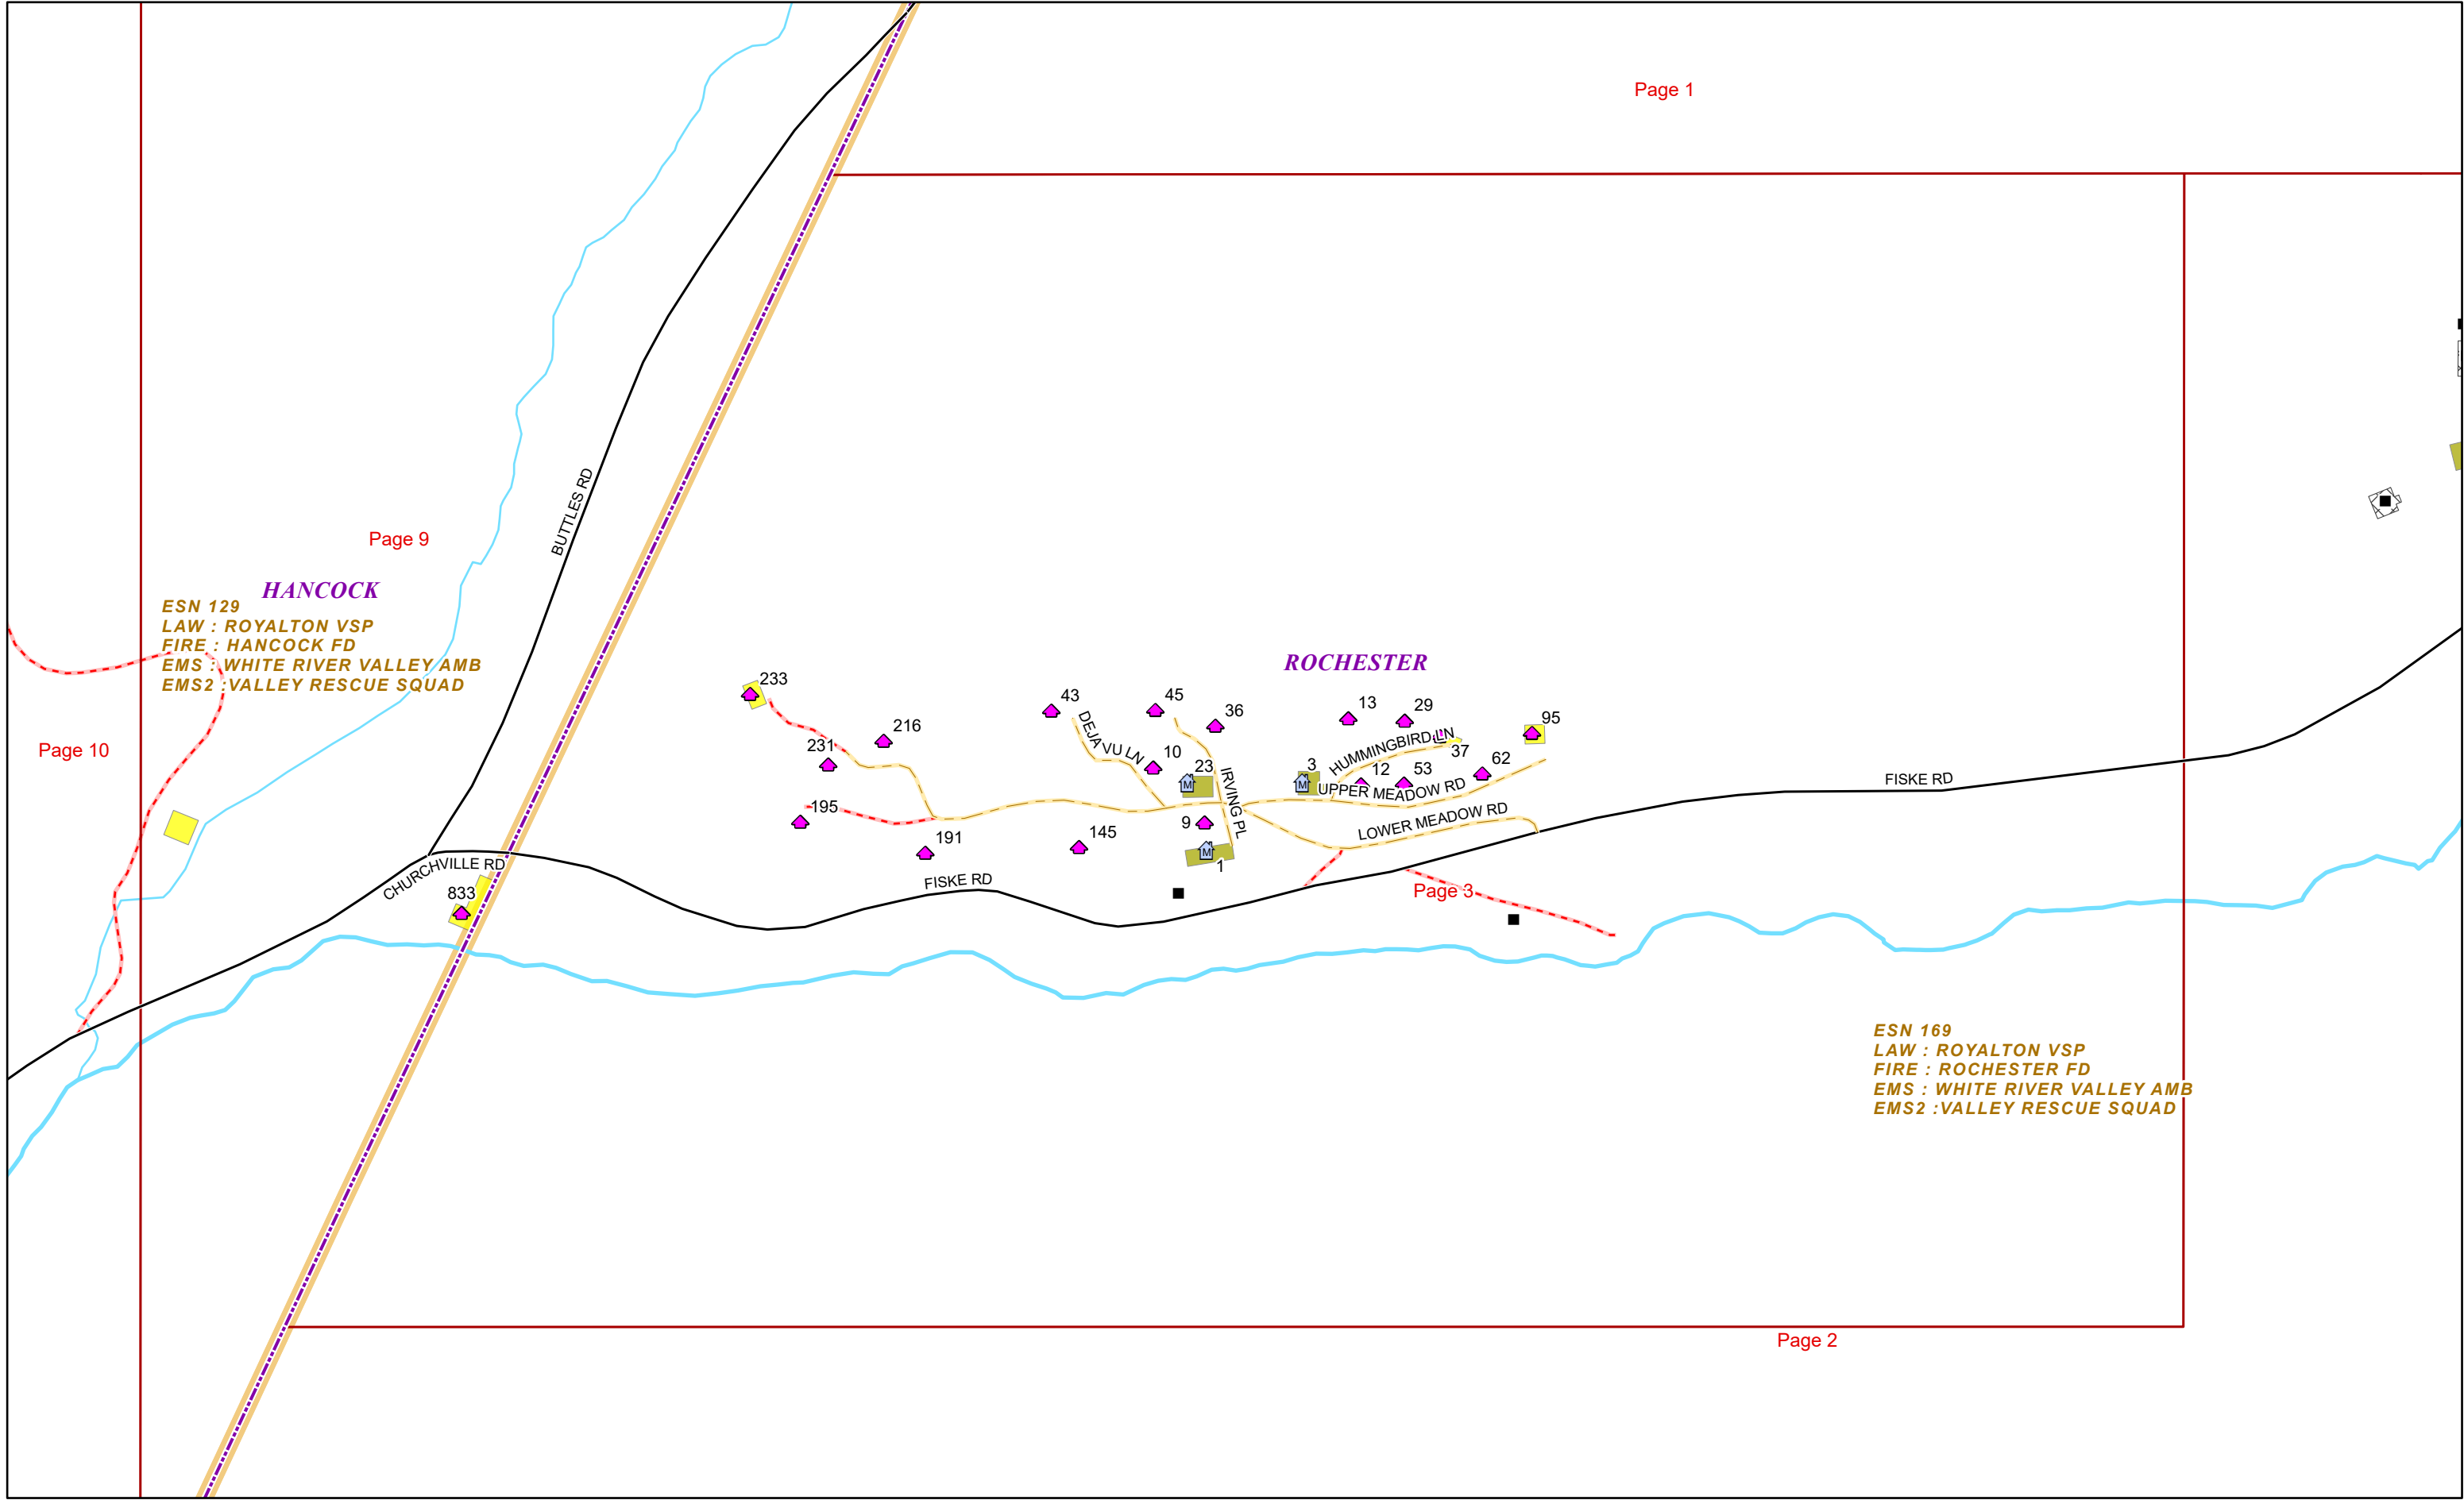 Page 1
BUTTLES RD
Page 9
HANCOCK
ESN 129
LAW : ROYALTON VSP
FIRE : HANCOCK FD
EMS : WHITE RIVER VALLEY AMB
EMS2 :VALLEY RESCUE SQUAD
Page 10
ROCHESTER
233
216
231
195
191
43
DEJA VU LN
45
36
10
23
M
IRVING PL
145
9
M
1
13
29
HUMMINGBIRD LN
37
95
3
M
12
53
62
UPPER MEADOW RD
LOWER MEADOW RD
FISKE RD
CHURCHVILLE RD
833
FISKE RD
Page 3
ESN 169
LAW : ROYALTON VSP
FIRE : ROCHESTER FD
EMS : WHITE RIVER VALLEY AMB
EMS2 :VALLEY RESCUE SQUAD
Page 2